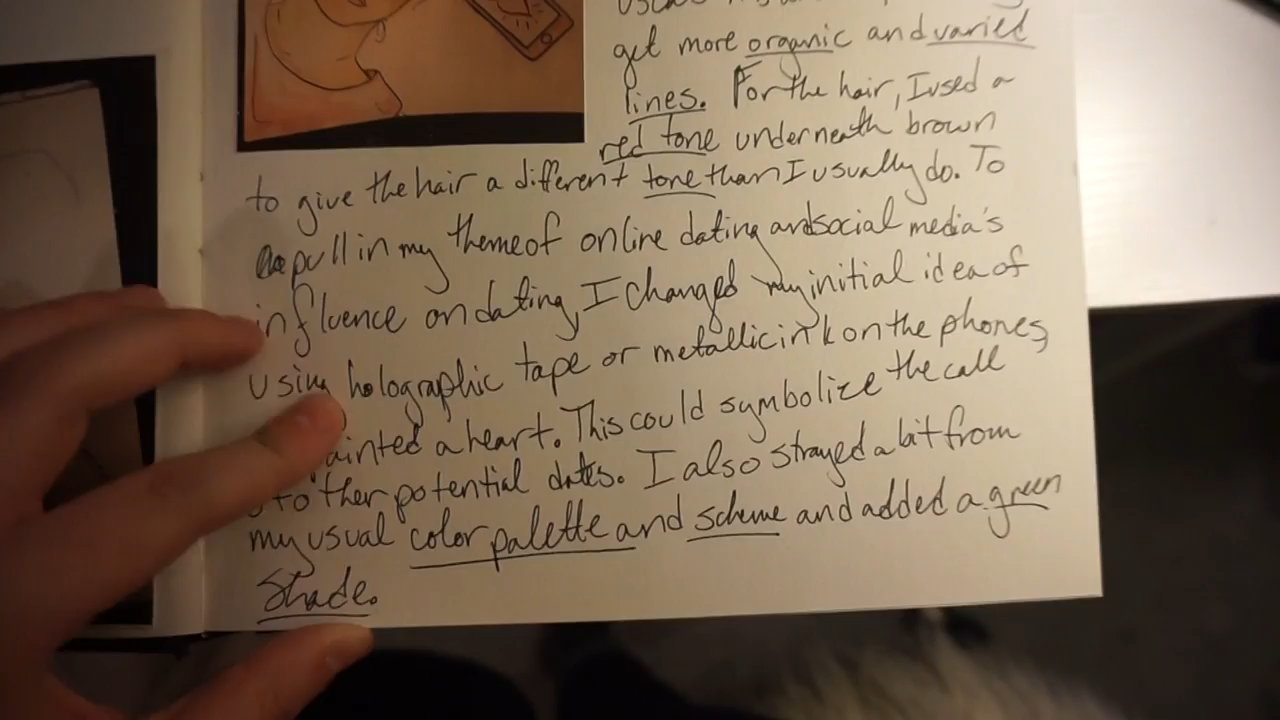 get more organic and varied
lines. For the hair, I used a
red tone underneath brown
to give the hair a different tone than I usually do. To
pull in my theme of online dating and social media's
influence on dating, I changed my initial idea of
using holographic tape or metallic ink on the phones,
ainted a heart. This could symbolize the call
to other potential dates. I also strayed a bit from
my usual color palette and scheme and added a green
shade.